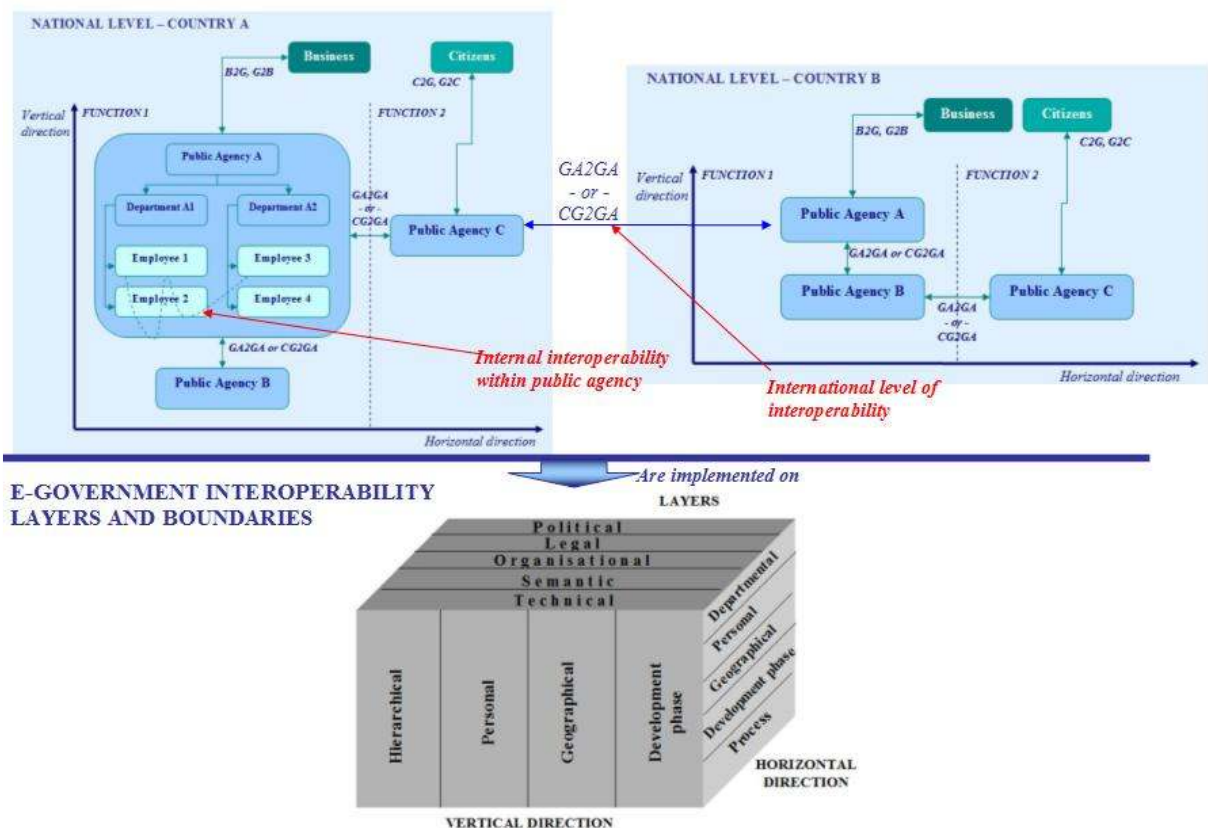 NATIONAL LEVEL – COUNTRY A
Business
Citizens
B2G, G2B
C2G, G2C
Vertical
direction
FUNCTION 1
FUNCTION 2
Public Agency A
Department A1
Department A2
Employee 1
Employee 3
Employee 2
Employee 4
GA2GA
- or -
CG2GA
Public Agency C
GA2GA or CG2GA
Public Agency B
Horizontal direction
Internal interoperability
within public agency
GA2GA
- or -
CG2GA
NATIONAL LEVEL – COUNTRY B
Business
Citizens
B2G, G2B
C2G, G2C
Vertical
direction
FUNCTION 1
FUNCTION 2
Public Agency A
GA2GA or CG2GA
Public Agency B
Public Agency C
GA2GA
- or -
CG2GA
Horizontal direction
International level of
interoperability
Are implemented on
E-GOVERNMENT INTEROPERABILITY
LAYERS AND BOUNDARIES
LAYERS
Political
Legal
Organisational
Semantic
Technical
Hierarchical
Personal
Geographical
Development
phase
Departmental
Personal
Geographical
Development phase
Process
HORIZONTAL
DIRECTION
VERTICAL DIRECTION